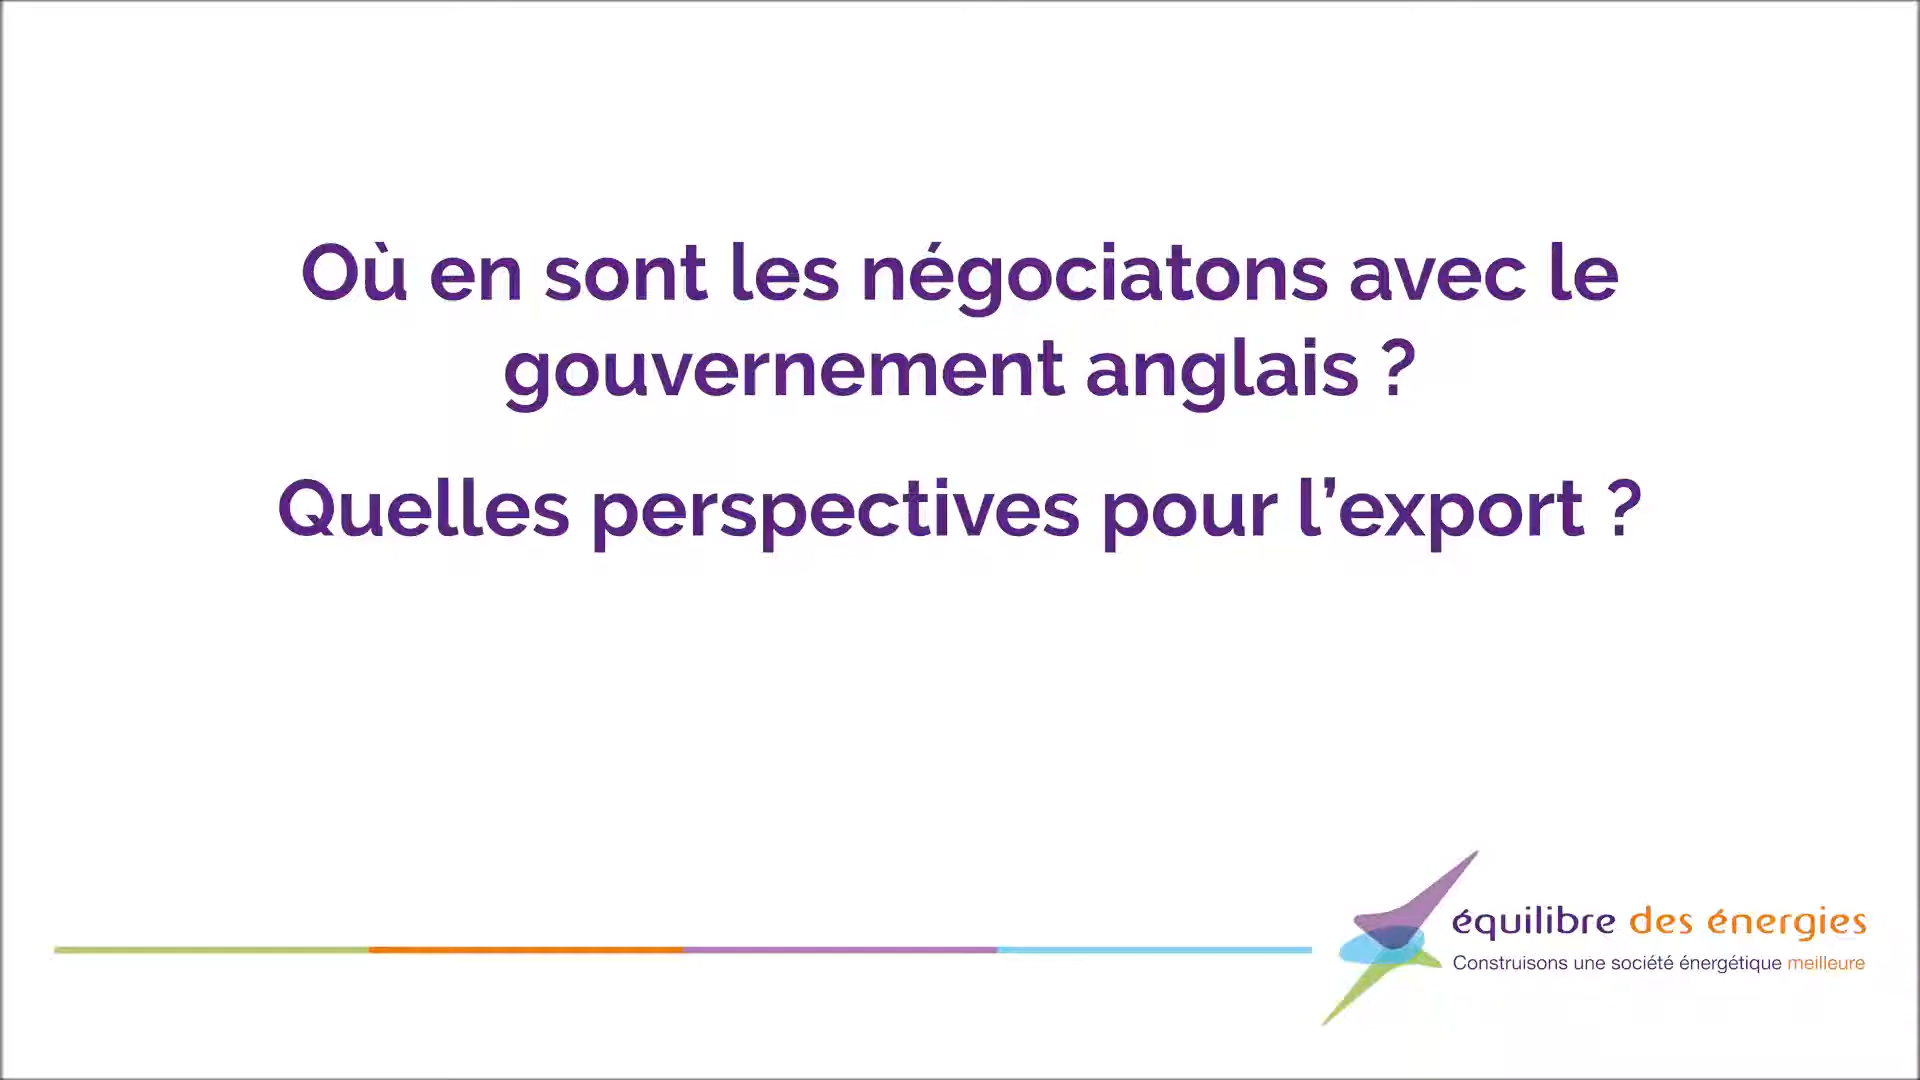 Où en sont les négociatons avec le
gouvernement anglais ?
Quelles perspectives pour l’export ?
équilibre des énergies
Construisons une société énergétique meilleure